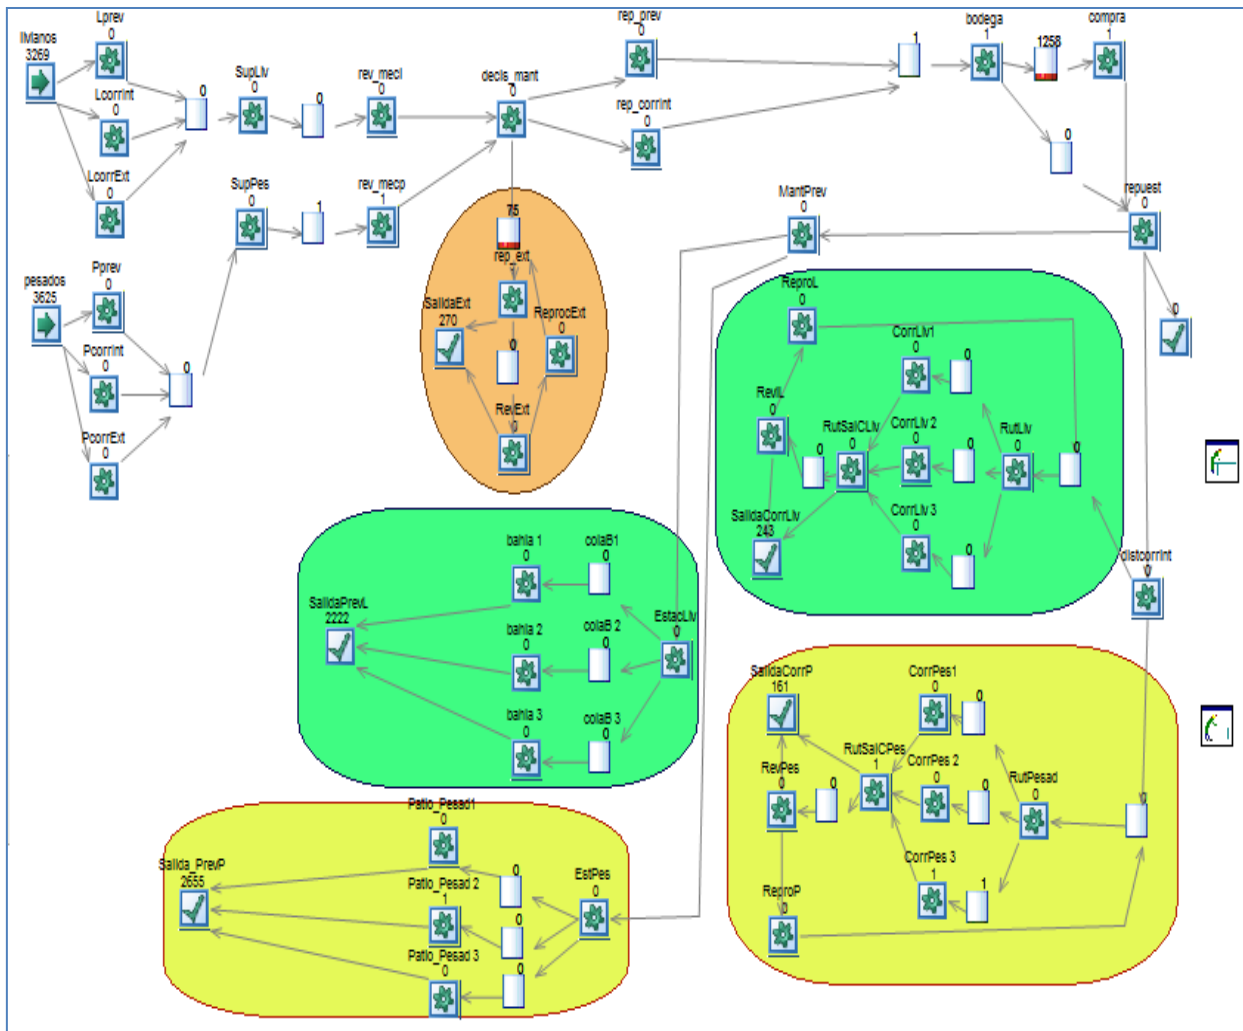 Lprev
0
livianos
3269
LcorrInt
0
LcorrExt
0
0
SupLiv
0
0
rev_mecl
0
decis_mant
0
rep_prev
0
rep_corrint
0
1
bodega
1
1258
compra
1
0
repuest
0
0
SupPes
0
1
rev_mecp
1
pesados
3625
Pprev
0
PcorrInt
0
PcorrExt
0
0
75
rep_ext
SalidaExt
270
ReprocExt
0
0
RevExt
0
MantPrev
0
ReproL
0
CorrLiv1
0
0
RevlL
0
RutSalCLiv
0
CorrLiv 2
0
0
RutLiv
0
0
0
SalidaCorrLiv
243
CorrLiv 3
0
0
distcorrint
0
bahia 1
0
colaB1
0
SalidaPrevL
2222
bahia 2
0
colaB 2
0
EstacLiv
0
bahia 3
0
colaB 3
0
SalidaCorrP
161
CorrPes1
0
0
RutSalCPes
1
RevPes
0
0
CorrPes 2
0
0
RutPesad
0
0
CorrPes 3
1
1
ReproP
0
Patio_Pesad1
0
Salida_PrevP
2655
Patio_Pesad 2
1
0
0
EstPes
0
Patio_Pesad 3
0
0